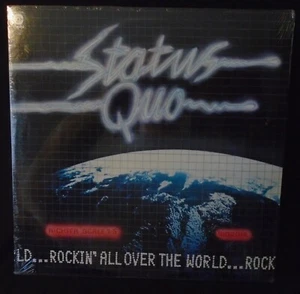 Status
Quo
LD...ROCKIN' ALL OVER THE WORLD...ROCK